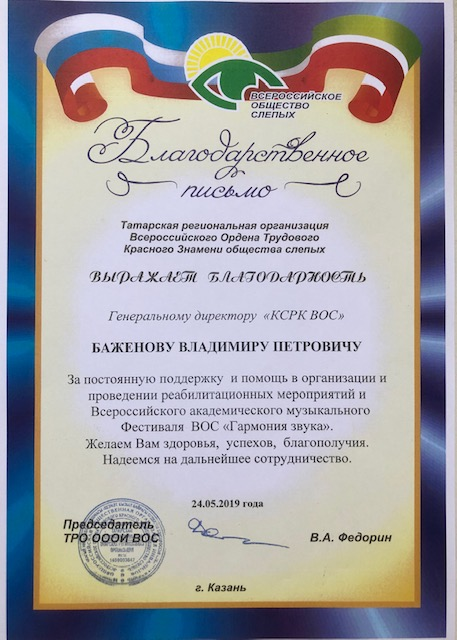 ВСЕРОССИЙСКОЕ
ОБЩЕСТВО
СЛЕПЫХ
Благодарственное
письмо
Татарская региональная организация
Всероссийского Ордена Трудового
Красного Знамени общества слепых
ВЫРАЖАЕТ БЛАГОДАРНОСТЬ
Генеральному директору «КСРК ВОС»
БАЖЕНОВУ ВЛАДИМИРУ ПЕТРОВИЧУ
За постоянную поддержку и помощь в организации и
проведении реабилитационных мероприятий и
Всероссийского академического музыкального
Фестиваля ВОС «Гармония звука».
Желаем Вам здоровья, успехов, благополучия.
Надеемся на дальнейшее сотрудничество.
24.05.2019 года
Председатель
ТРО ОООИ ВОС
В.А. Федорин
г. Казань